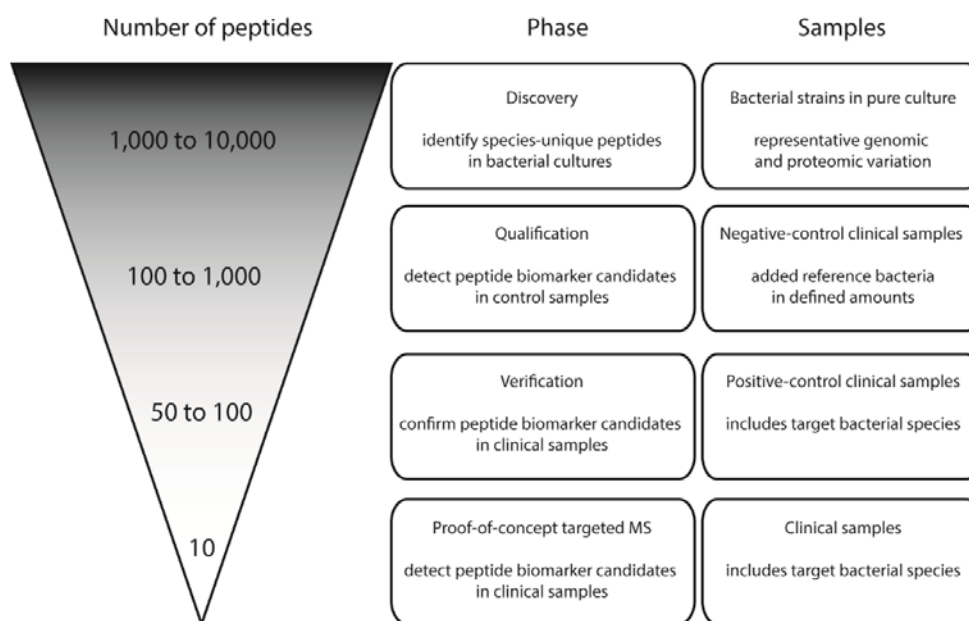 Number of peptides
Phase
Samples
1,000 to 10,000
Discovery
identify species-unique peptides
in bacterial cultures
Bacterial strains in pure culture
representative genomic
and proteomic variation
100 to 1,000
Qualification
detect peptide biomarker candidates
in control samples
Negative-control clinical samples
added reference bacteria
in defined amounts
50 to 100
Verification
confirm peptide biomarker candidates
in clinical samples
Positive-control clinical samples
includes target bacterial species
10
Proof-of-concept targeted MS
detect peptide biomarker candidates
in clinical samples
Clinical samples
includes target bacterial species